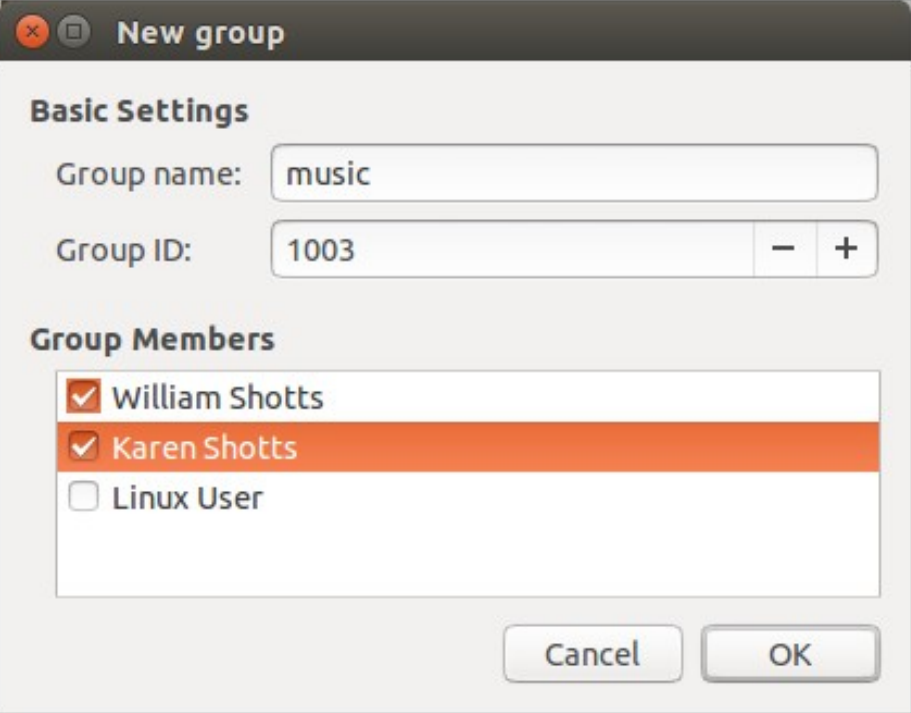 New group
Basic Settings
Group name: music
Group ID: 1003 − +
Group Members
William Shotts
Karen Shotts
Linux User
Cancel OK